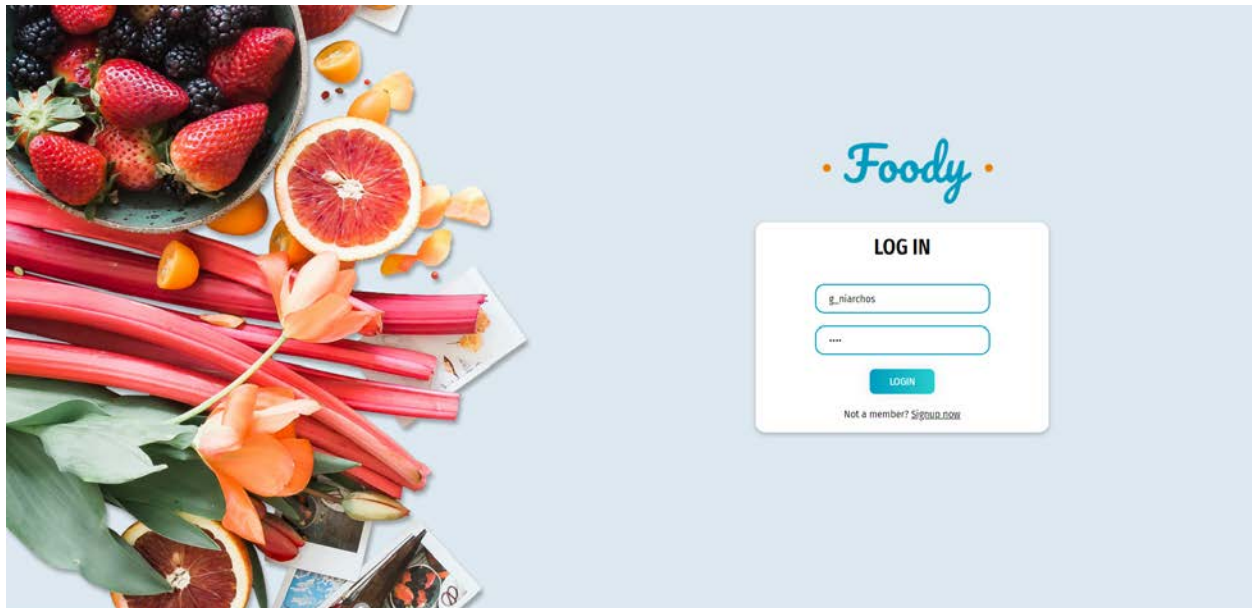 Foody
LOG IN
g_niarchos
••••
LOGIN
Not a member? Signup now